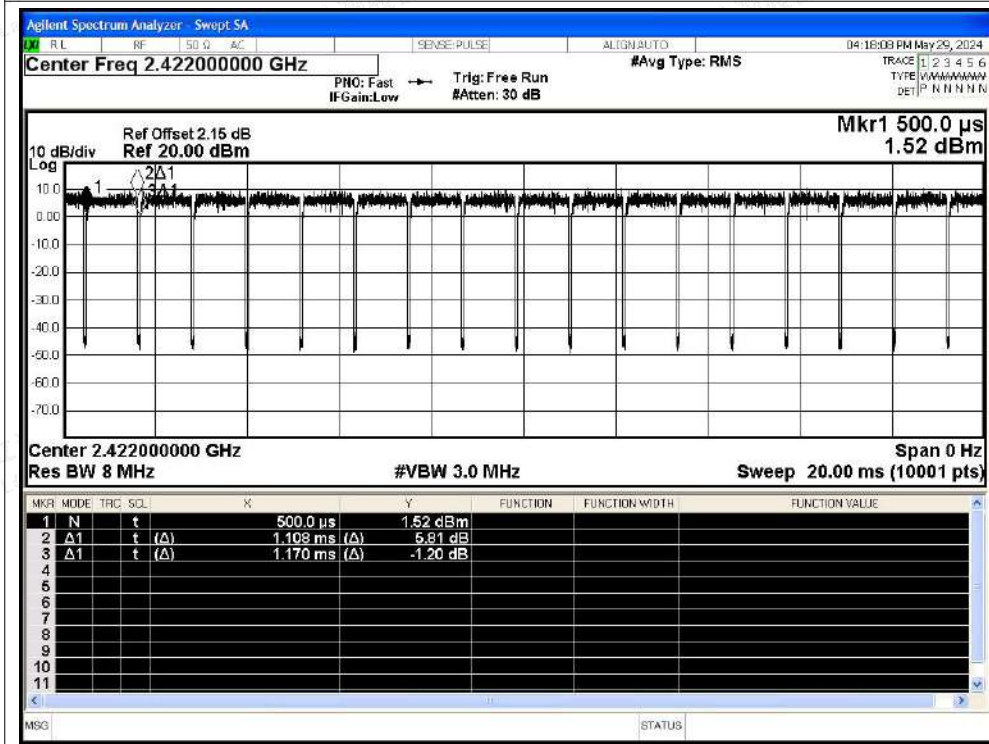 Agilent Spectrum Analyzer - Swept SA
LXI RL RF 50 Ω AC SENSE:PULSE ALIGN AUTO 04:18:08 PM May 29, 2024
Center Freq 2.422000000 GHz #Avg Type: RMS TRACE 1 2 3 4 5 6
PNO: Fast Trig: Free Run TYPE WWWWWWW
IFGain:Low #Atten: 30 dB DET P N N N N N
Mkr1 500.0 µs
Ref Offset 2.15 dB
10 dB/div Ref 20.00 dBm 1.52 dBm
Log
2Δ1
10.0 1 3Δ1
0.00
-10.0
-20.0
-30.0
-40.0
-50.0
-60.0
-70.0
Center 2.422000000 GHz Span 0 Hz
Res BW 8 MHz #VBW 3.0 MHz Sweep 20.00 ms (10001 pts)
MKR MODE TRC SCL X Y FUNCTION FUNCTION WIDTH FUNCTION VALUE
1 N t 500.0 µs 1.52 dBm
2 Δ1 t (Δ) 1.108 ms (Δ) 5.81 dB
3 Δ1 t (Δ) 1.170 ms (Δ) -1.20 dB
4
5
6
7
8
9
10
11
MSG STATUS